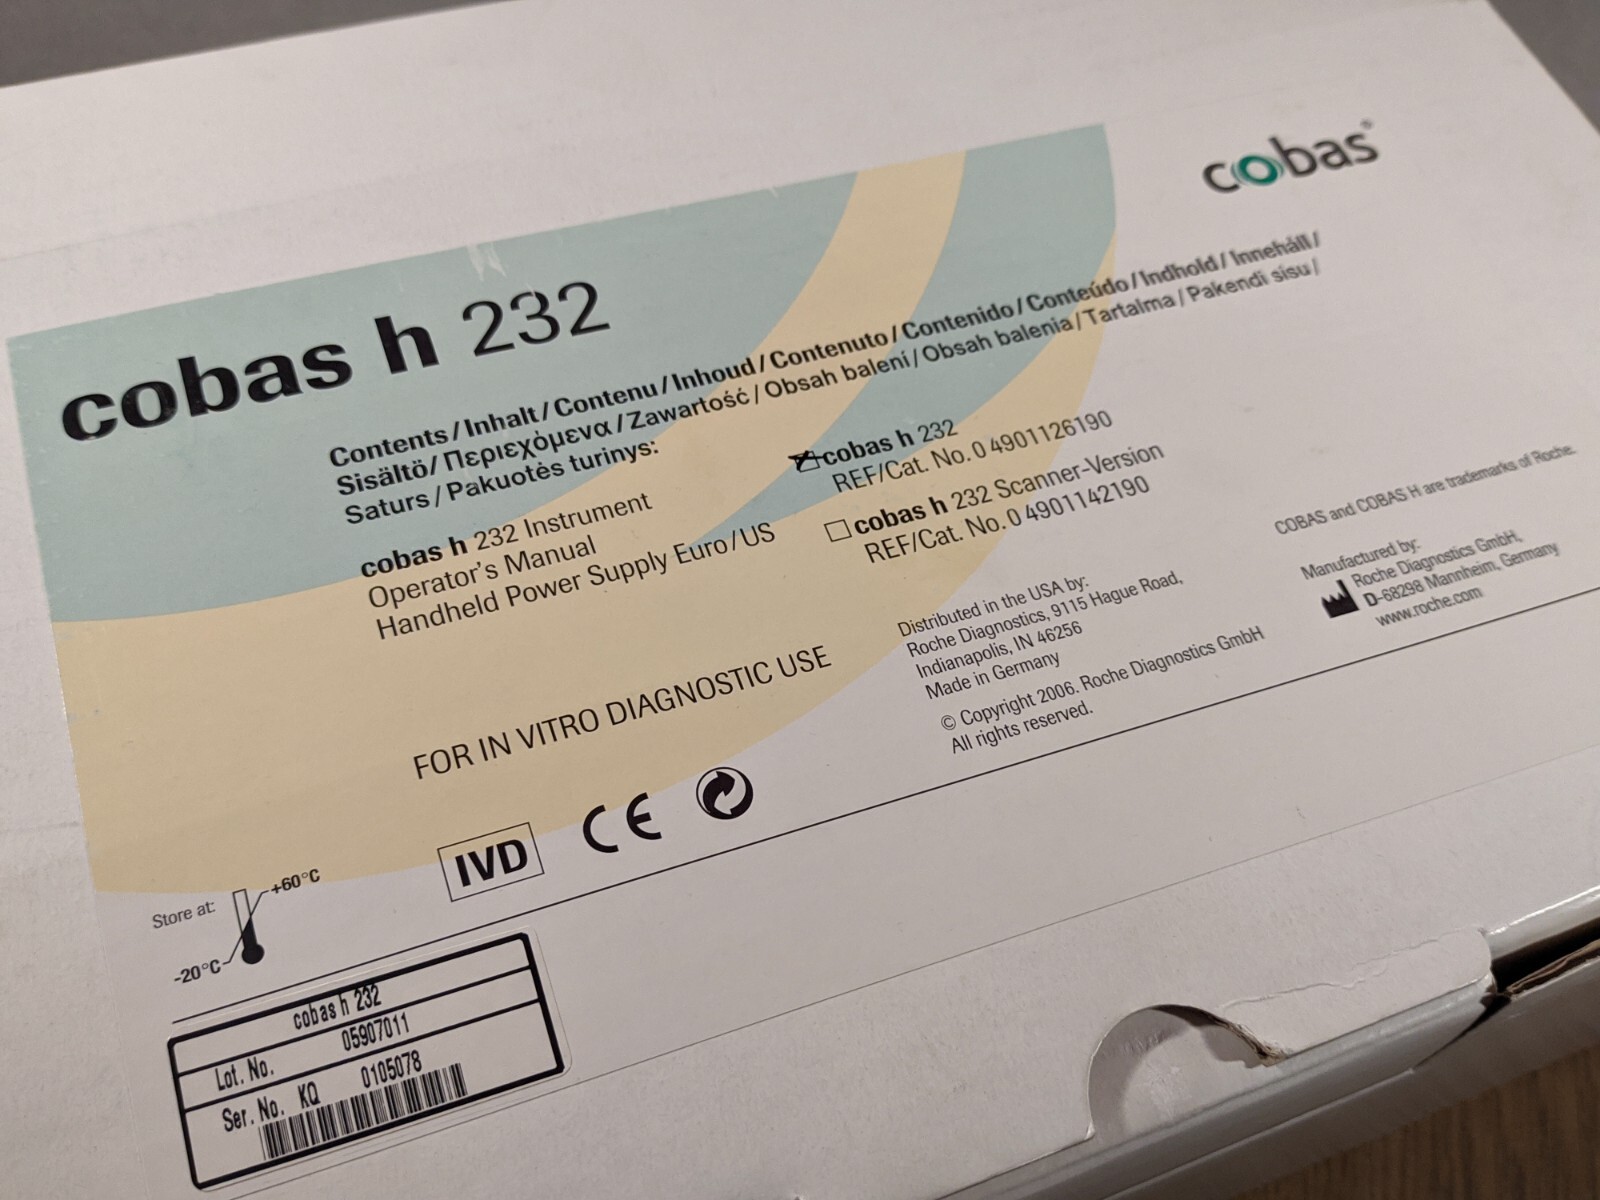 cobas®
cobas h 232
Contents / Inhalt / Contenu / Inhoud / Contenuto / Contenido / Conteúdo / Indhold / Innehåll /
Sisältö / Περιεχόμενα / Zawartość / Obsah balení / Obsah balenia / Tartalma / Pakendi sisu /
Saturs / Pakuotės turinys:
cobas h 232 Instrument
Operator's Manual
Handheld Power Supply Euro / US
cobas h 232
REF/Cat. No. 0 4901126190
cobas h 232 Scanner-Version
REF/Cat. No. 0 4901142190
FOR IN VITRO DIAGNOSTIC USE
Distributed in the USA by:
Roche Diagnostics, 9115 Hague Road,
Indianapolis, IN 46256
Made in Germany
© Copyright 2006. Roche Diagnostics GmbH
All rights reserved.
COBAS and COBAS H are trademarks of Roche.
Manufactured by:
Roche Diagnostics GmbH,
D-68298 Mannheim, Germany
www.roche.com
IVD
CE
Store at:
+60°C
-20°C
cobas h 232
Lot. No. 05907011
Ser. No. KQ 0105078